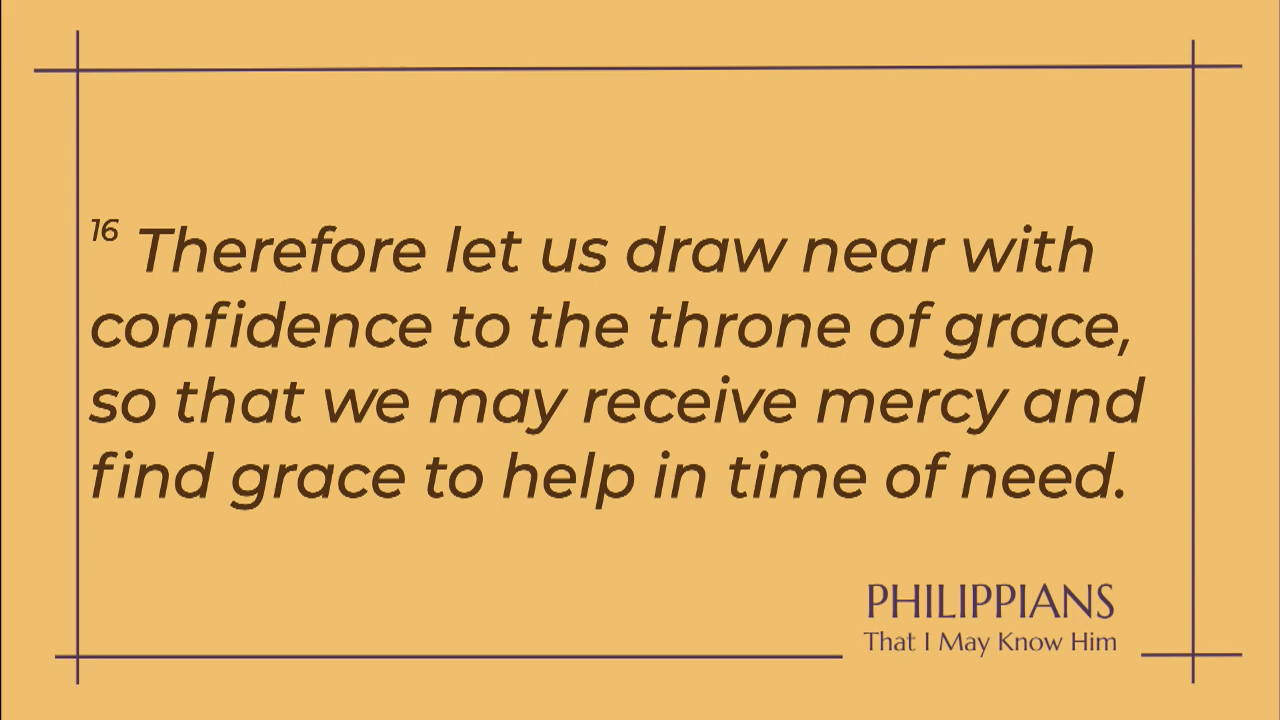 16 Therefore let us draw near with
confidence to the throne of grace,
so that we may receive mercy and
find grace to help in time of need.
PHILIPPIANS
That I May Know Him